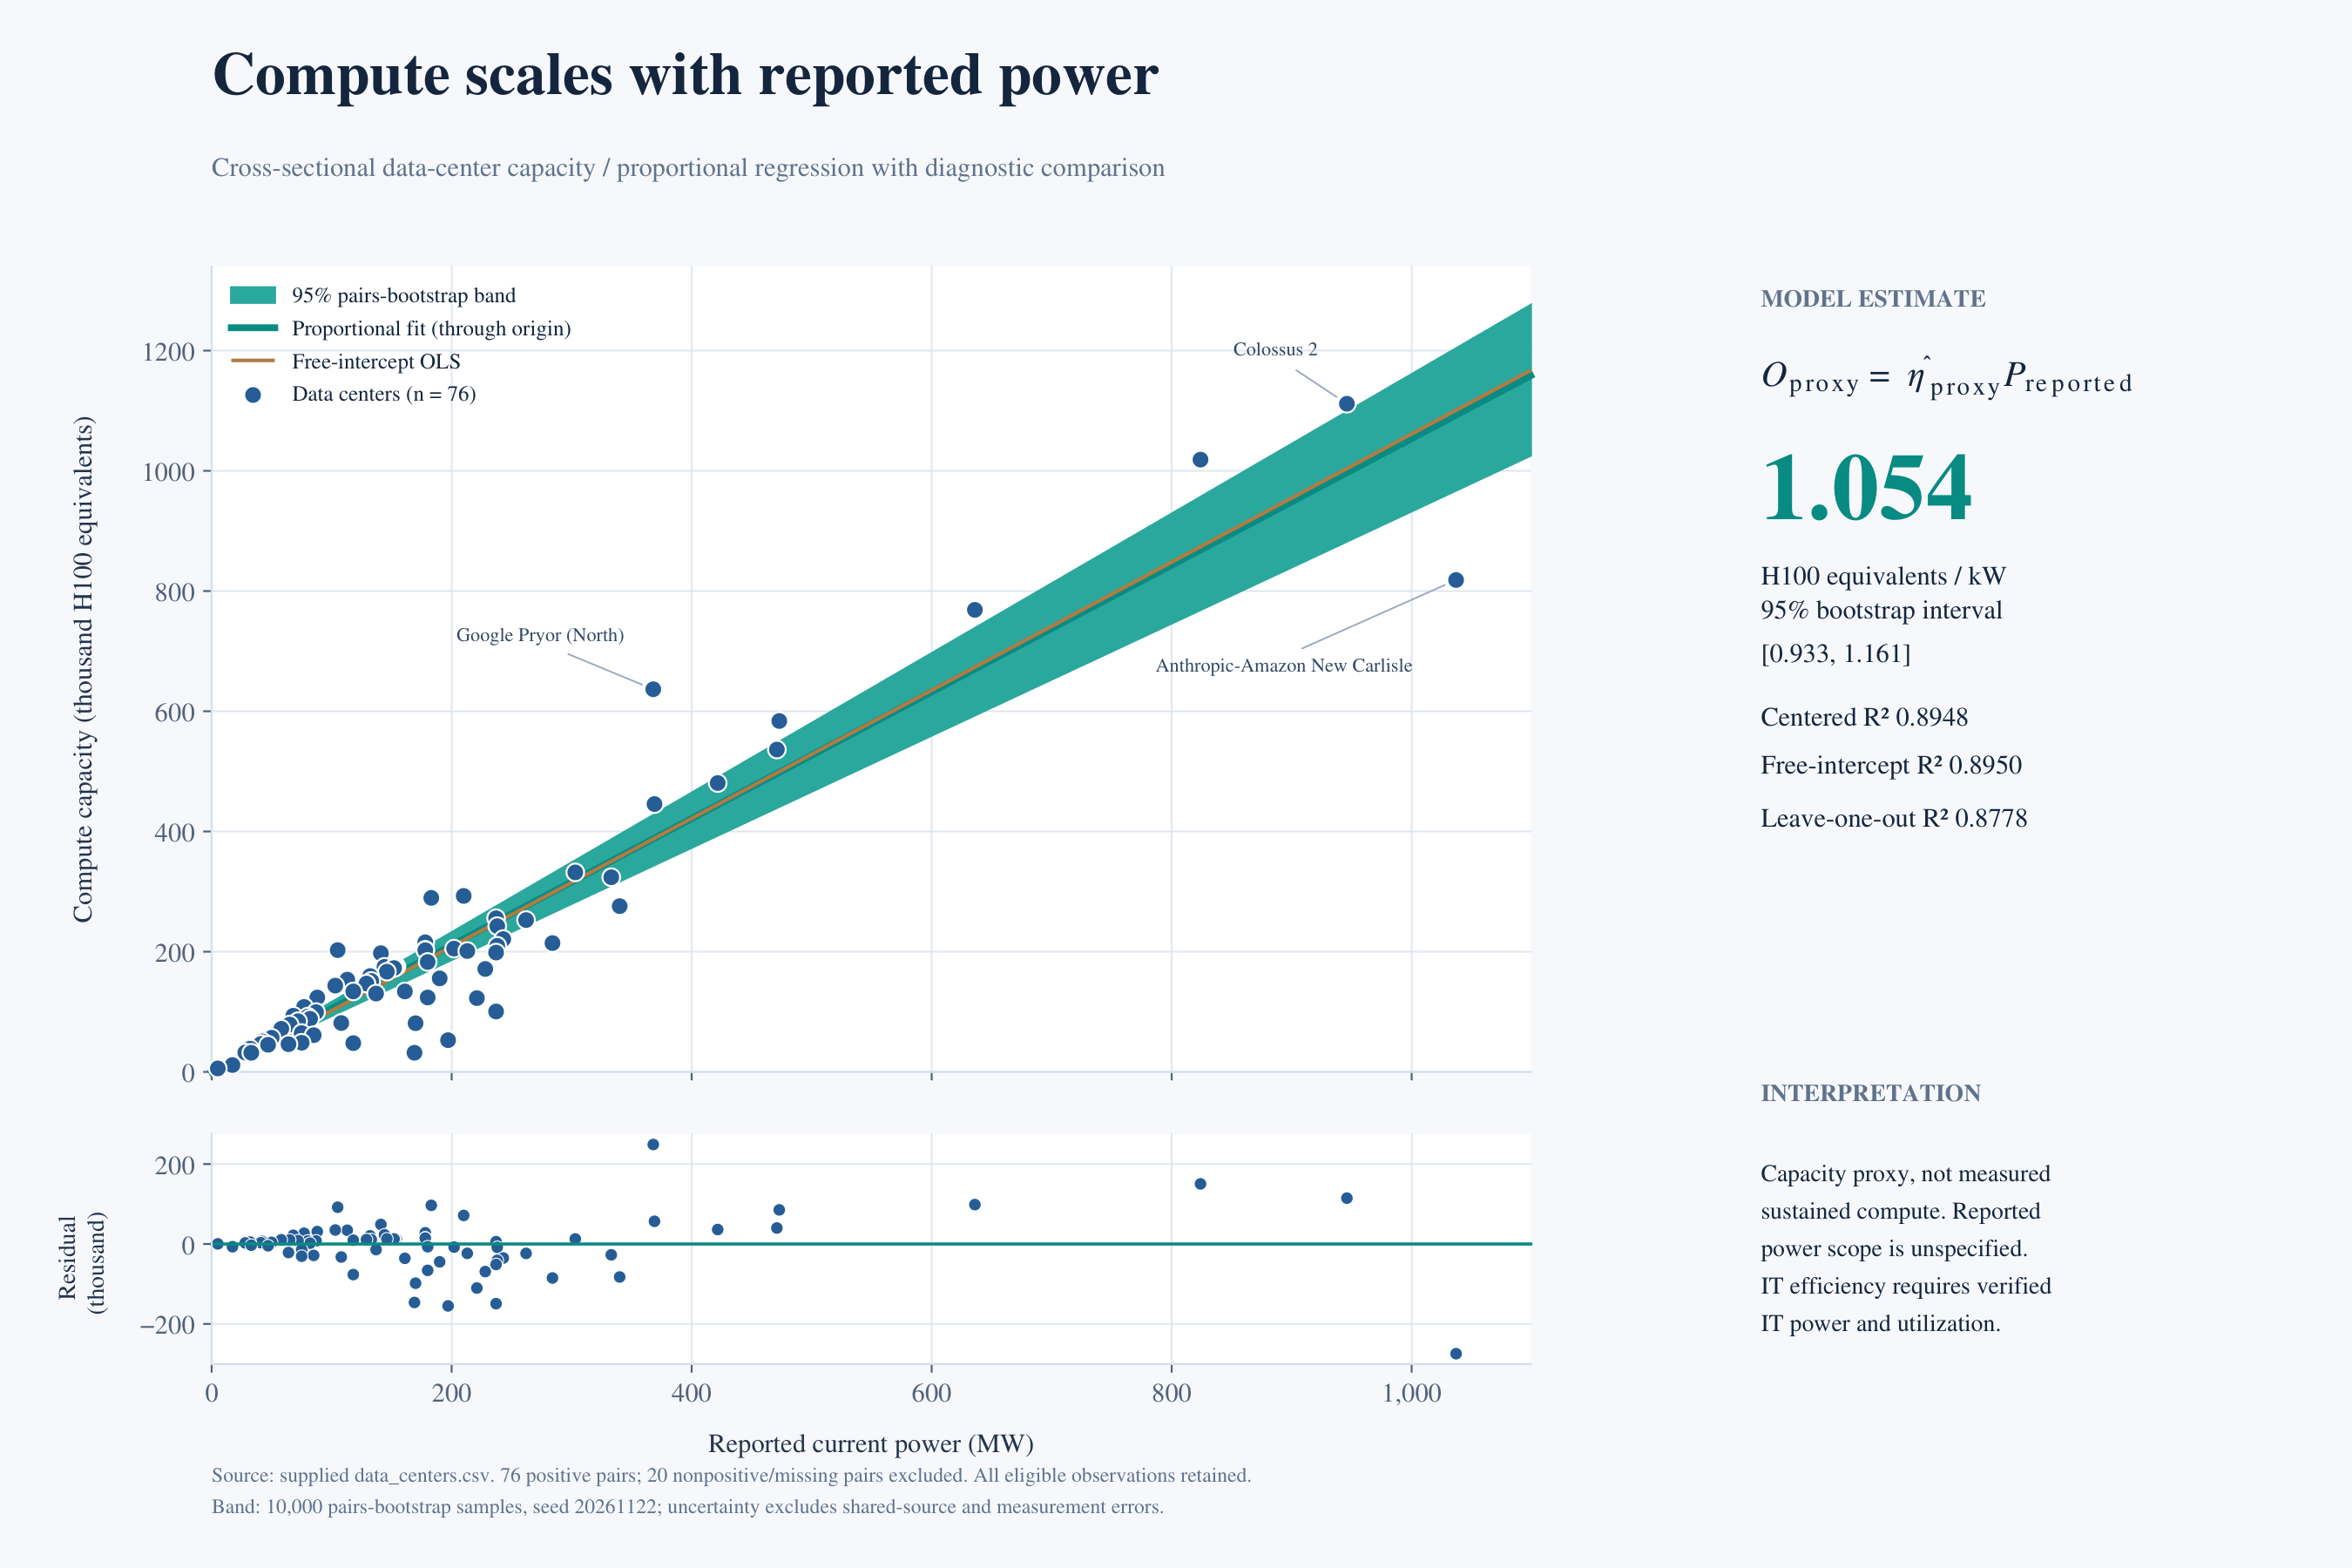 Compute scales with reported power
Cross-sectional data-center capacity / proportional regression with diagnostic comparison
95% pairs-bootstrap band
Proportional fit (through origin)
Free-intercept OLS
Data centers (n = 76)
Compute capacity (thousand H100 equivalents)
1200
1000
800
600
400
200
0
Colossus 2
Google Pryor (North)
Anthropic-Amazon New Carlisle
Residual
(thousand)
200
0
−200
0
200
400
600
800
1,000
Reported current power (MW)
Source: supplied data_centers.csv. 76 positive pairs; 20 nonpositive/missing pairs excluded. All eligible observations retained.
Band: 10,000 pairs-bootstrap samples, seed 20261122; uncertainty excludes shared-source and measurement errors.
MODEL ESTIMATE
O_proxy = η̂_proxy P_reported
1.054
H100 equivalents / kW
95% bootstrap interval
[0.933, 1.161]
Centered R² 0.8948
Free-intercept R² 0.8950
Leave-one-out R² 0.8778
INTERPRETATION
Capacity proxy, not measured
sustained compute. Reported
power scope is unspecified.
IT efficiency requires verified
IT power and utilization.